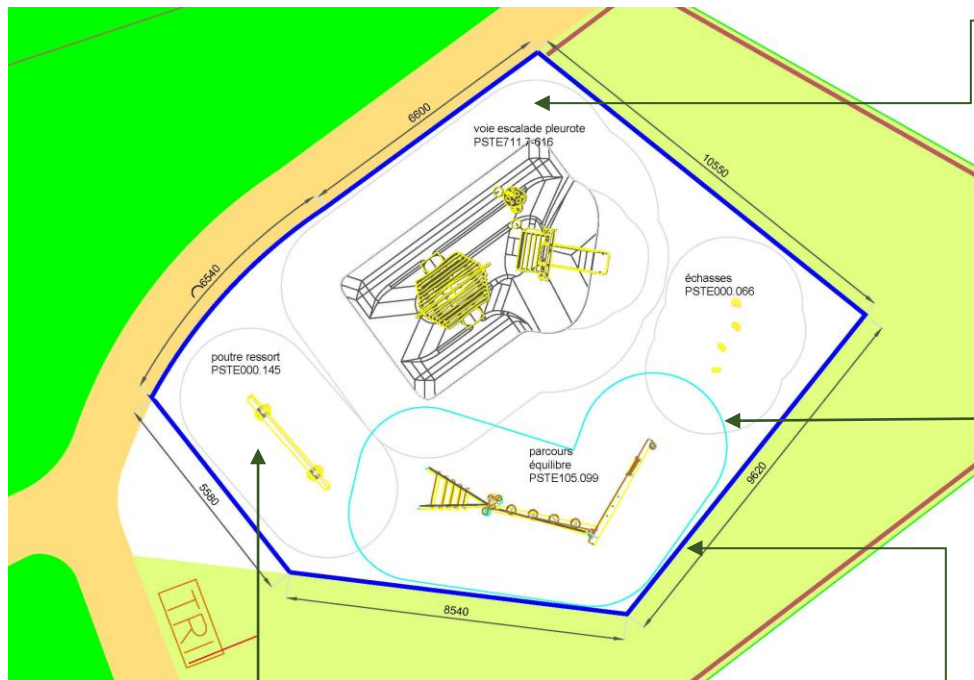 6600
voie escalade pleurote
PSTE711.7-616
10550
6540
échasses
PSTE000.066
poutre ressort
PSTE000.145
parcours
équilibre
PSTE105.099
9620
5580
8540
TRI